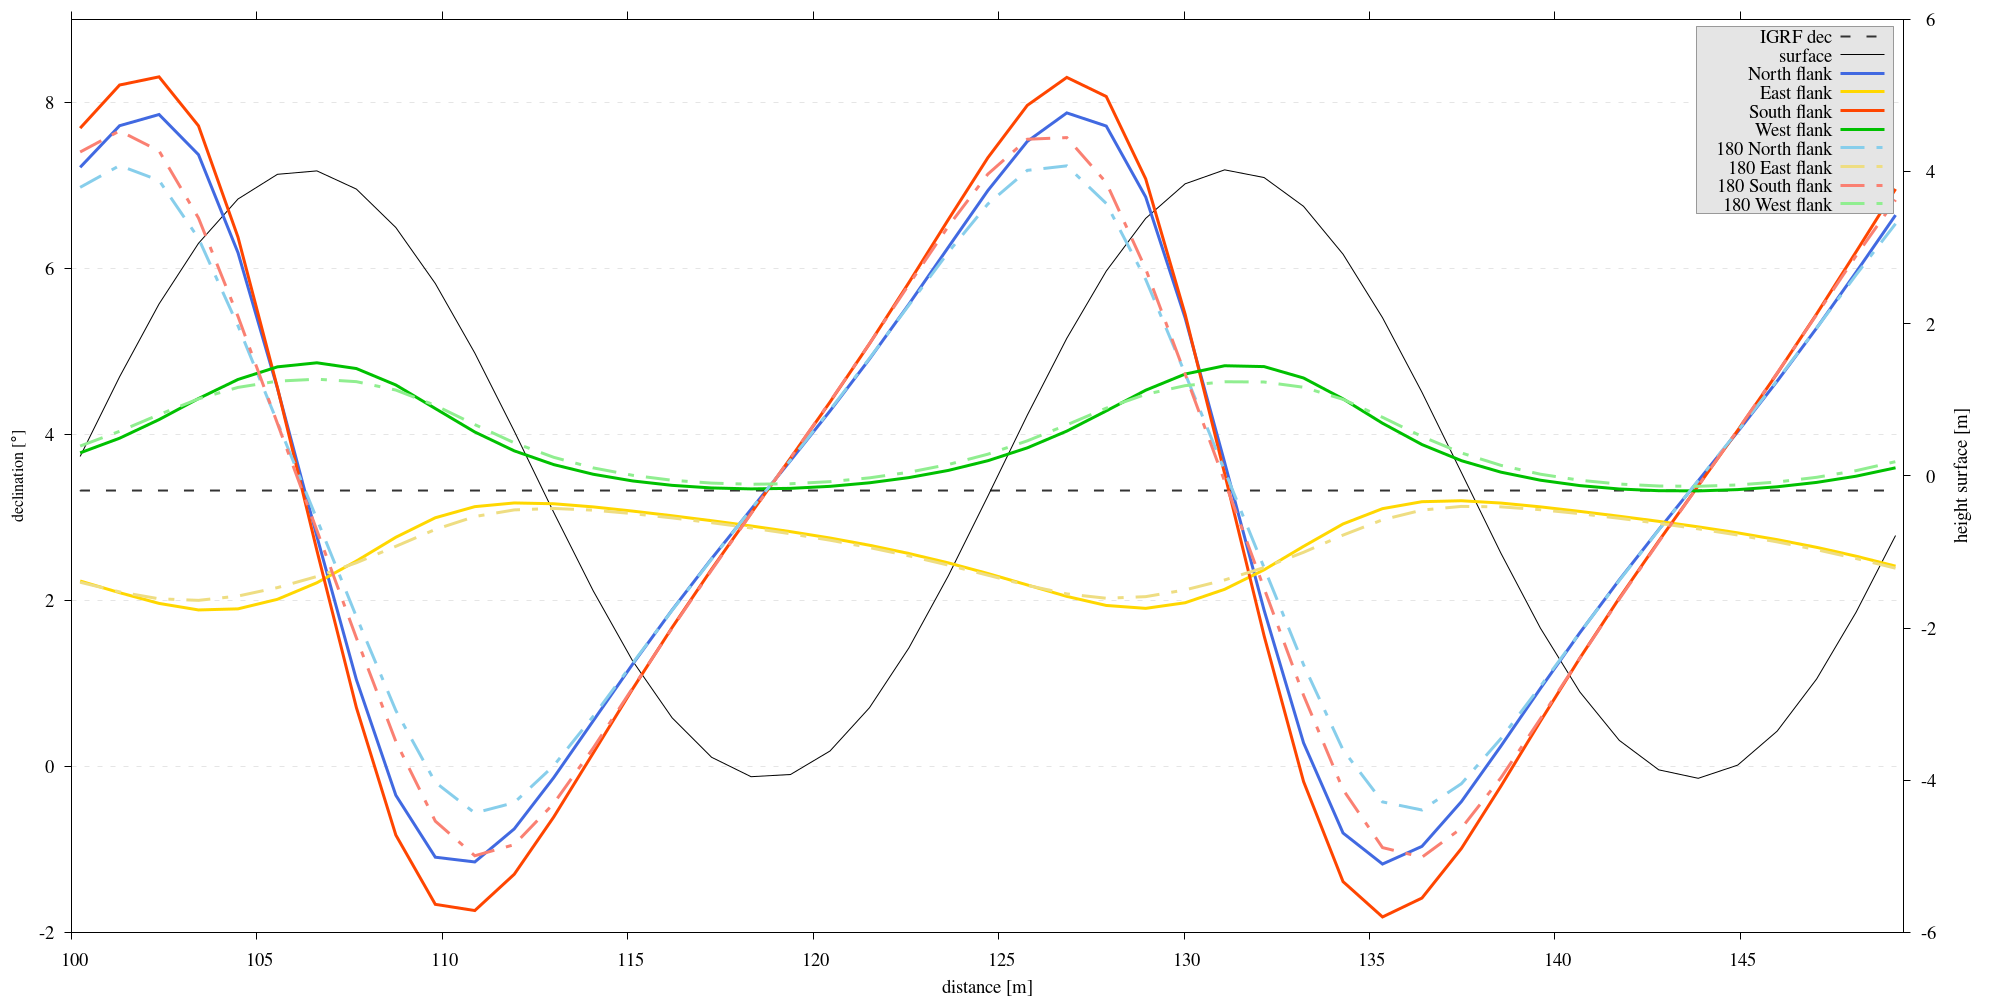 IGRF dec
surface
North flank
East flank
South flank
West flank
180 North flank
180 East flank
180 South flank
180 West flank
declination [°]
8
6
4
2
0
-2
height surface [m]
6
4
2
0
-2
-4
-6
100 105 110 115 120 125 130 135 140 145
distance [m]